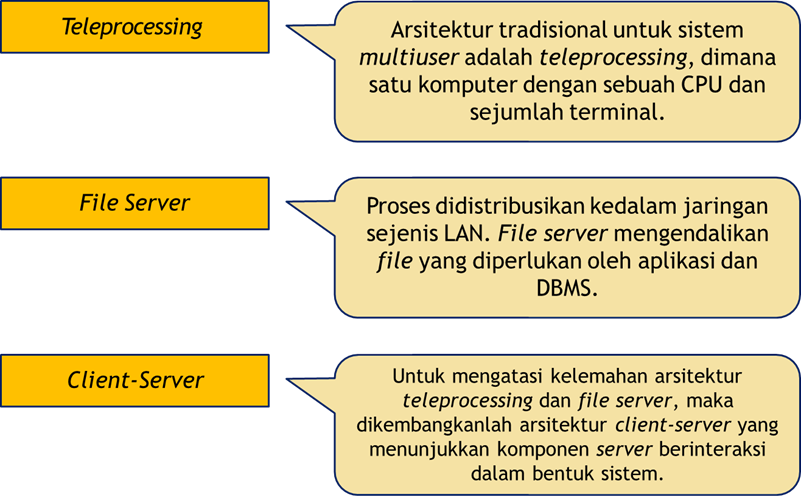 Teleprocessing
Arsitektur tradisional untuk sistem
multiuser adalah teleprocessing, dimana
satu komputer dengan sebuah CPU dan
sejumlah terminal.
File Server
Proses didistribusikan kedalam jaringan
sejenis LAN. File server mengendalikan
file yang diperlukan oleh aplikasi dan
DBMS.
Client-Server
Untuk mengatasi kelemahan arsitektur
teleprocessing dan file server, maka
dikembangkanlah arsitektur client-server yang
menunjukkan komponen server berinteraksi
dalam bentuk sistem.